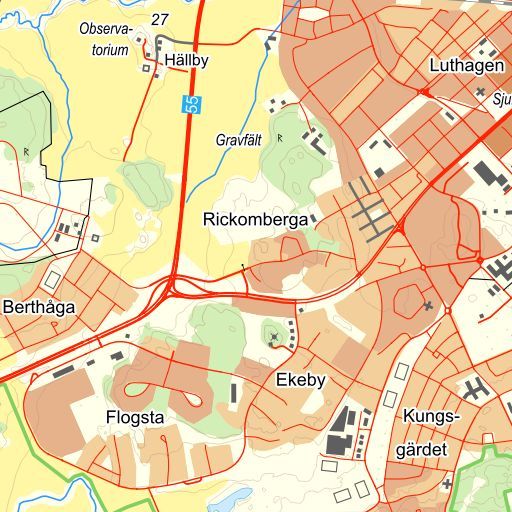 27
Observa-
torium
Hällby
Luthagen
Sju
55
Gravfält
R
R
Rickomberga
Berthåga
Ekeby
Flogsta
Kungs-
gärdet